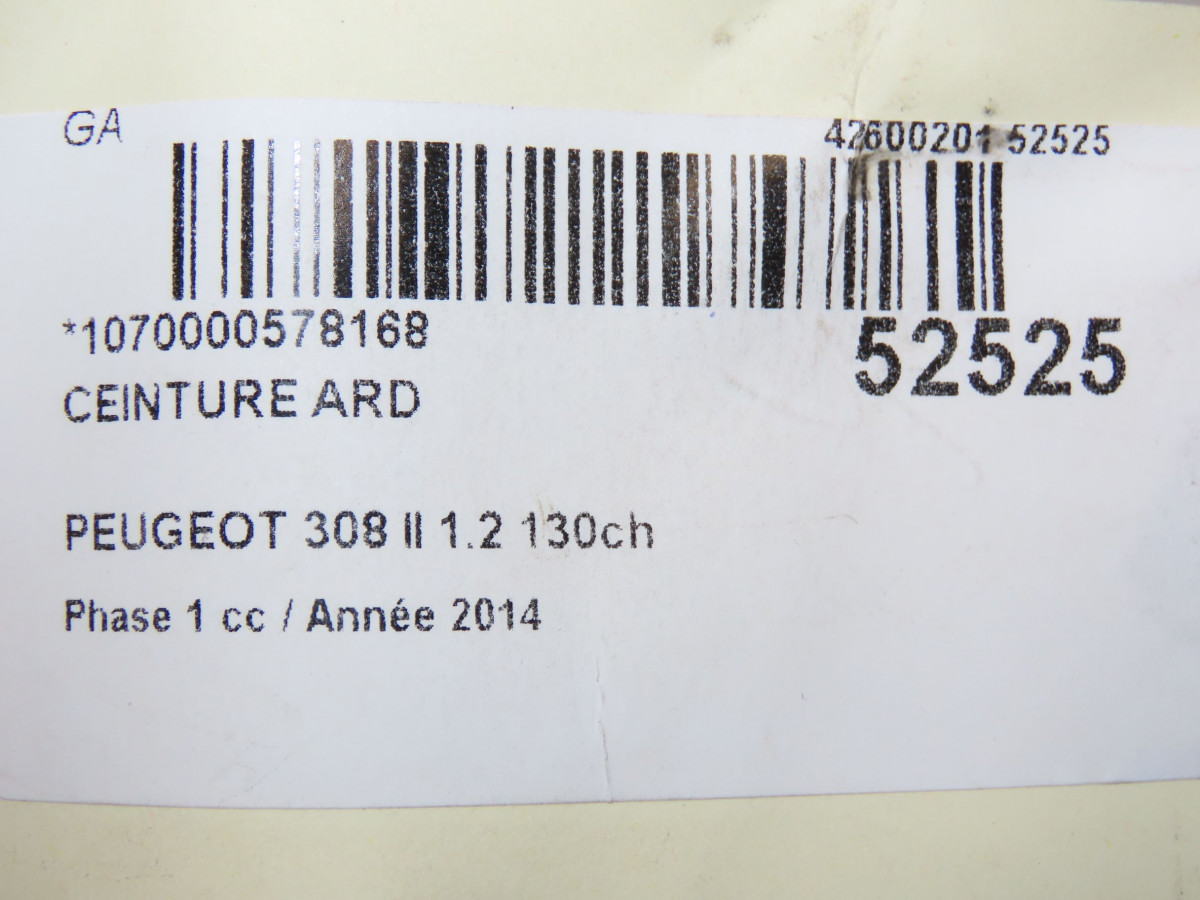 GA
42600201 52525
*1070000578168
52525
CEINTURE ARD
PEUGEOT 308 II 1.2 130ch
Phase 1 cc / Année 2014